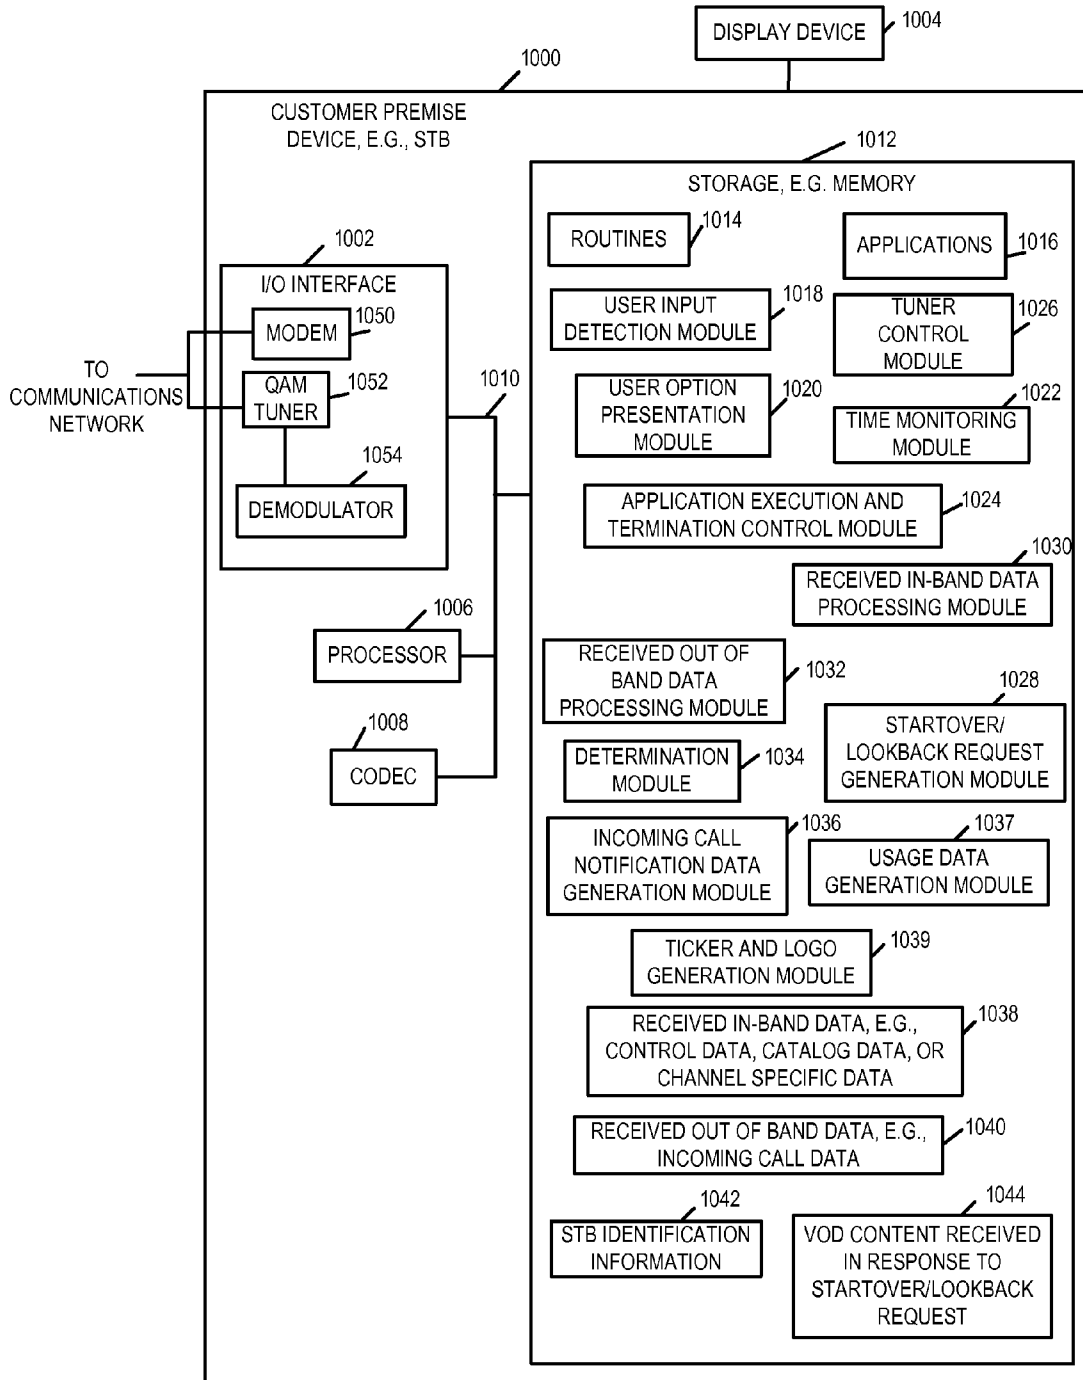 DISPLAY DEVICE
1004
1000
CUSTOMER PREMISE
DEVICE, E.G., STB
1012
STORAGE, E.G. MEMORY
ROUTINES
1014
APPLICATIONS
1016
1002
I/O INTERFACE
MODEM
1050
QAM
TUNER
1052
1054
DEMODULATOR
TO
COMMUNICATIONS
NETWORK
1010
USER INPUT
DETECTION MODULE
1018
TUNER
CONTROL
MODULE
1026
USER OPTION
PRESENTATION
MODULE
1020
1022
TIME MONITORING
MODULE
APPLICATION EXECUTION AND
TERMINATION CONTROL MODULE
1024
1030
RECEIVED IN-BAND DATA
PROCESSING MODULE
1006
PROCESSOR
1008
CODEC
RECEIVED OUT OF
BAND DATA
PROCESSING MODULE
1032
1028
STARTOVER/
LOOKBACK REQUEST
GENERATION MODULE
DETERMINATION
MODULE
1034
INCOMING CALL
NOTIFICATION DATA
GENERATION MODULE
1036
1037
USAGE DATA
GENERATION MODULE
TICKER AND LOGO
GENERATION MODULE
1039
RECEIVED IN-BAND DATA, E.G.,
CONTROL DATA, CATALOG DATA, OR
CHANNEL SPECIFIC DATA
1038
RECEIVED OUT OF BAND DATA, E.G.,
INCOMING CALL DATA
1040
1042
STB IDENTIFICATION
INFORMATION
1044
VOD CONTENT RECEIVED
IN RESPONSE TO
STARTOVER/LOOKBACK
REQUEST